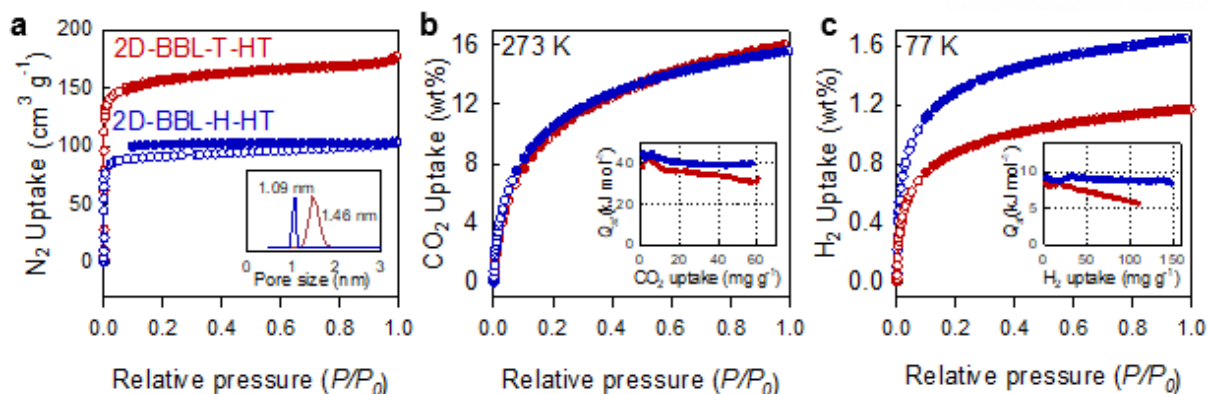 a
N₂ Uptake (cm³ g⁻¹)
200
150
100
50
0
2D-BBL-T-HT
2D-BBL-H-HT
1.09 nm
1.46 nm
0 1 2 3
Pore size (nm)
0.0 0.2 0.4 0.6 0.8 1.0
Relative pressure (P/P₀)
b
CO₂ Uptake (wt%)
16
12
8
4
0
273 K
Qst(kJ mol⁻¹)
40
20
0
0 20 40 60 80
CO₂ uptake (mg g⁻¹)
0.0 0.2 0.4 0.6 0.8 1.0
Relative pressure (P/P₀)
c
H₂ Uptake (wt%)
1.6
1.2
0.8
0.4
0.0
77 K
Qst(kJ mol⁻¹)
10
5
0
0 50 100 150
H₂ uptake (mg g⁻¹)
0.0 0.2 0.4 0.6 0.8 1.0
Relative pressure (P/P₀)